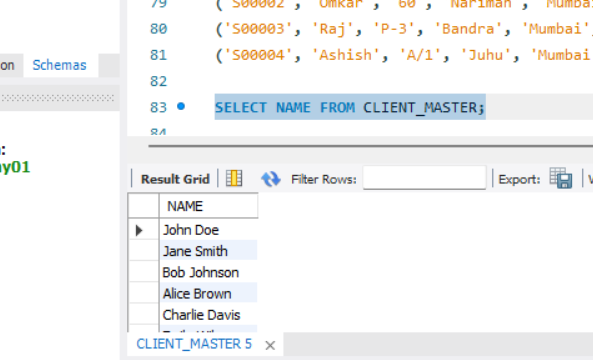 79 ('S00002', 'Omkar', '60', 'Nariman', 'Mumbai
80 ('S00003', 'Raj', 'P-3', 'Bandra', 'Mumbai',
81 ('S00004', 'Ashish', 'A/1', 'Juhu', 'Mumbai
on Schemas
82
83 SELECT NAME FROM CLIENT_MASTER;
84
:
y01
Result Grid Filter Rows: Export:
NAME
John Doe
Jane Smith
Bob Johnson
Alice Brown
Charlie Davis
CLIENT_MASTER 5